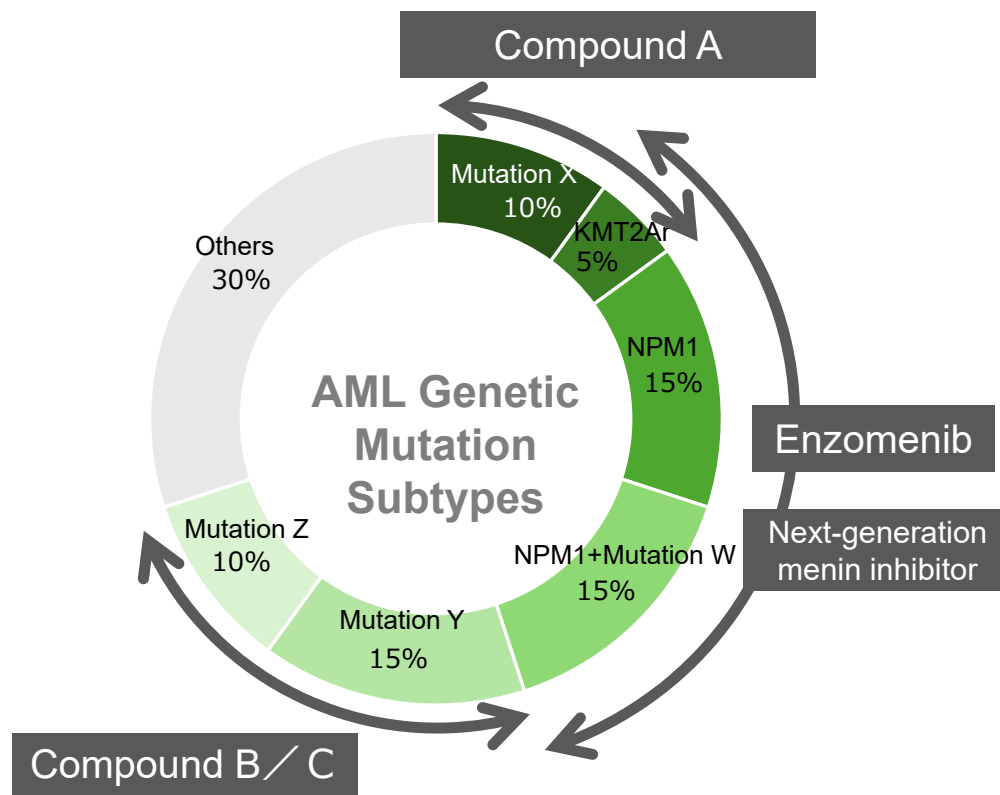 Compound A
Mutation X
10%
KMT2Ar
5%
Others
30%
NPM1
15%
AML Genetic
Mutation
Subtypes
Enzomenib
Next-generation
menin inhibitor
Mutation Z
10%
NPM1+Mutation W
15%
Mutation Y
15%
Compound B／C